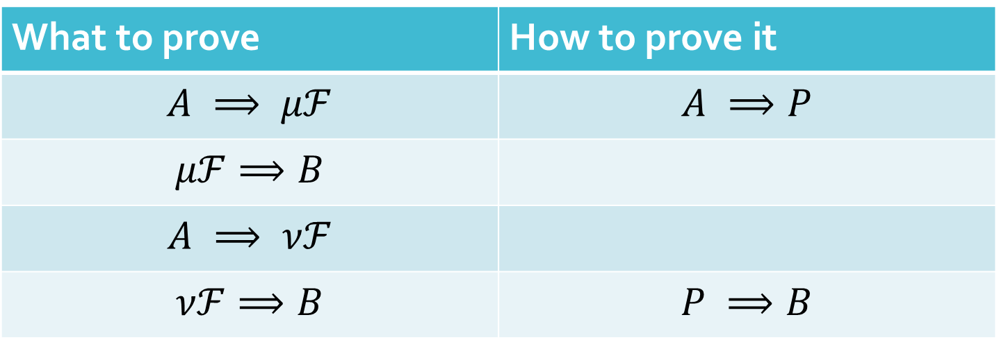 What to prove How to prove it
A ⟹ μℱ A ⟹ P
μℱ ⟹ B
A ⟹ νℱ
νℱ ⟹ B P ⟹ B